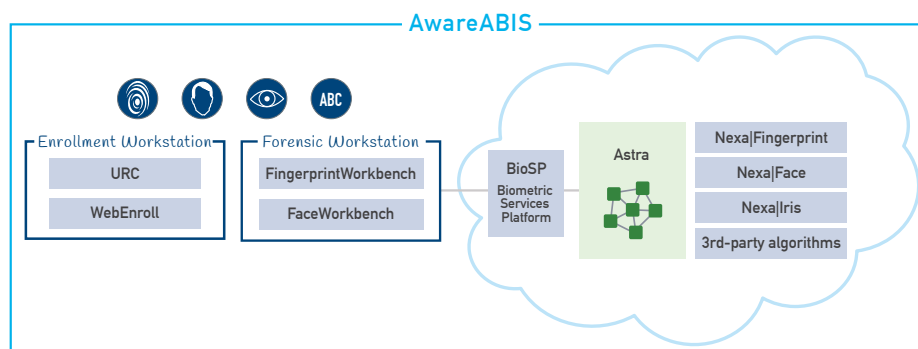 AwareABIS
ABC
Enrollment Workstation
URC
WebEnroll
Forensic Workstation
FingerprintWorkbench
FaceWorkbench
BioSP
Biometric
Services
Platform
Astra
Nexa|Fingerprint
Nexa|Face
Nexa|Iris
3rd-party algorithms